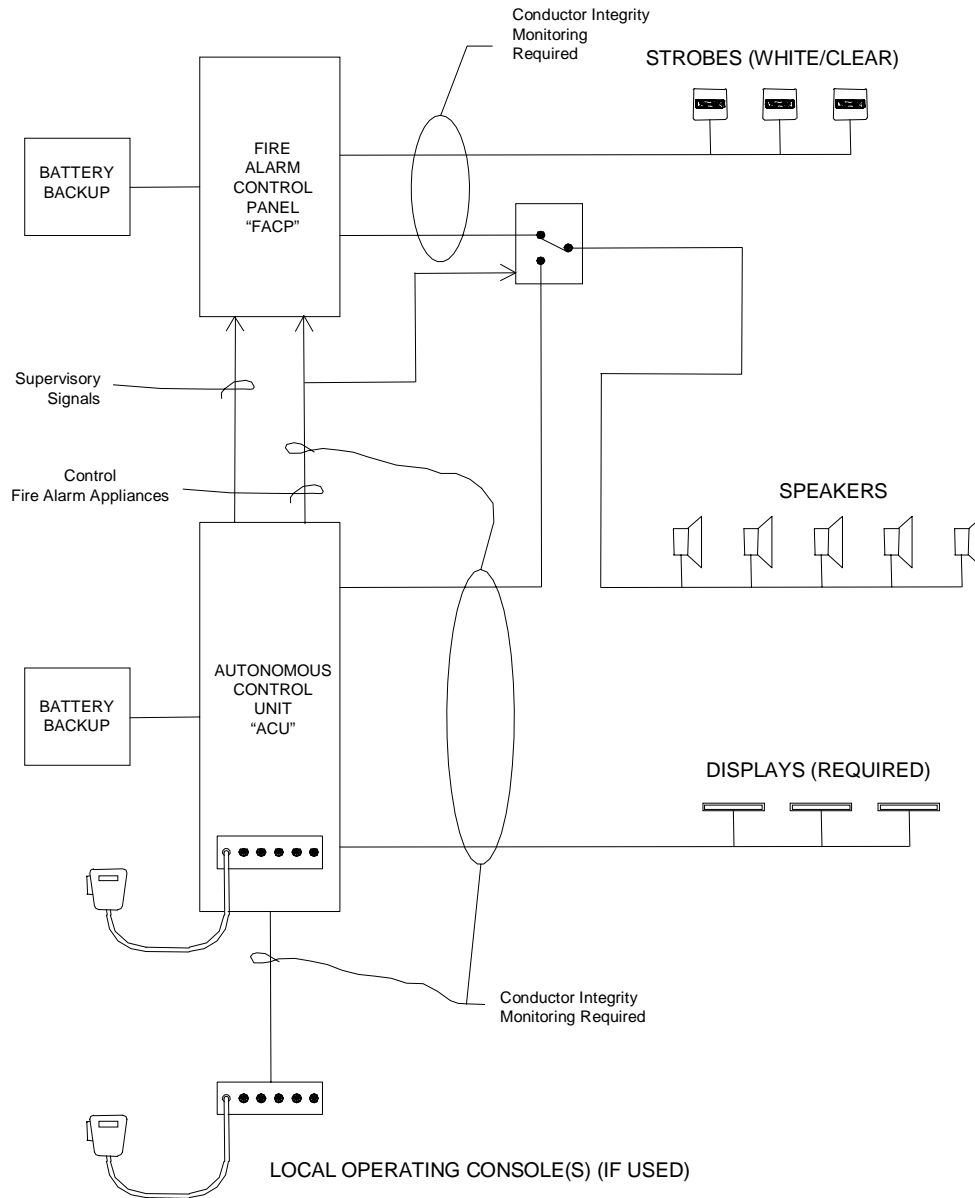 Conductor Integrity
Monitoring
Required
STROBES (WHITE/CLEAR)
FIRE
ALARM
CONTROL
PANEL
“FACP”
BATTERY
BACKUP
Supervisory
Signals
Control
Fire Alarm Appliances
SPEAKERS
AUTONOMOUS
CONTROL
UNIT
“ACU”
BATTERY
BACKUP
DISPLAYS (REQUIRED)
Conductor Integrity
Monitoring Required
LOCAL OPERATING CONSOLE(S) (IF USED)